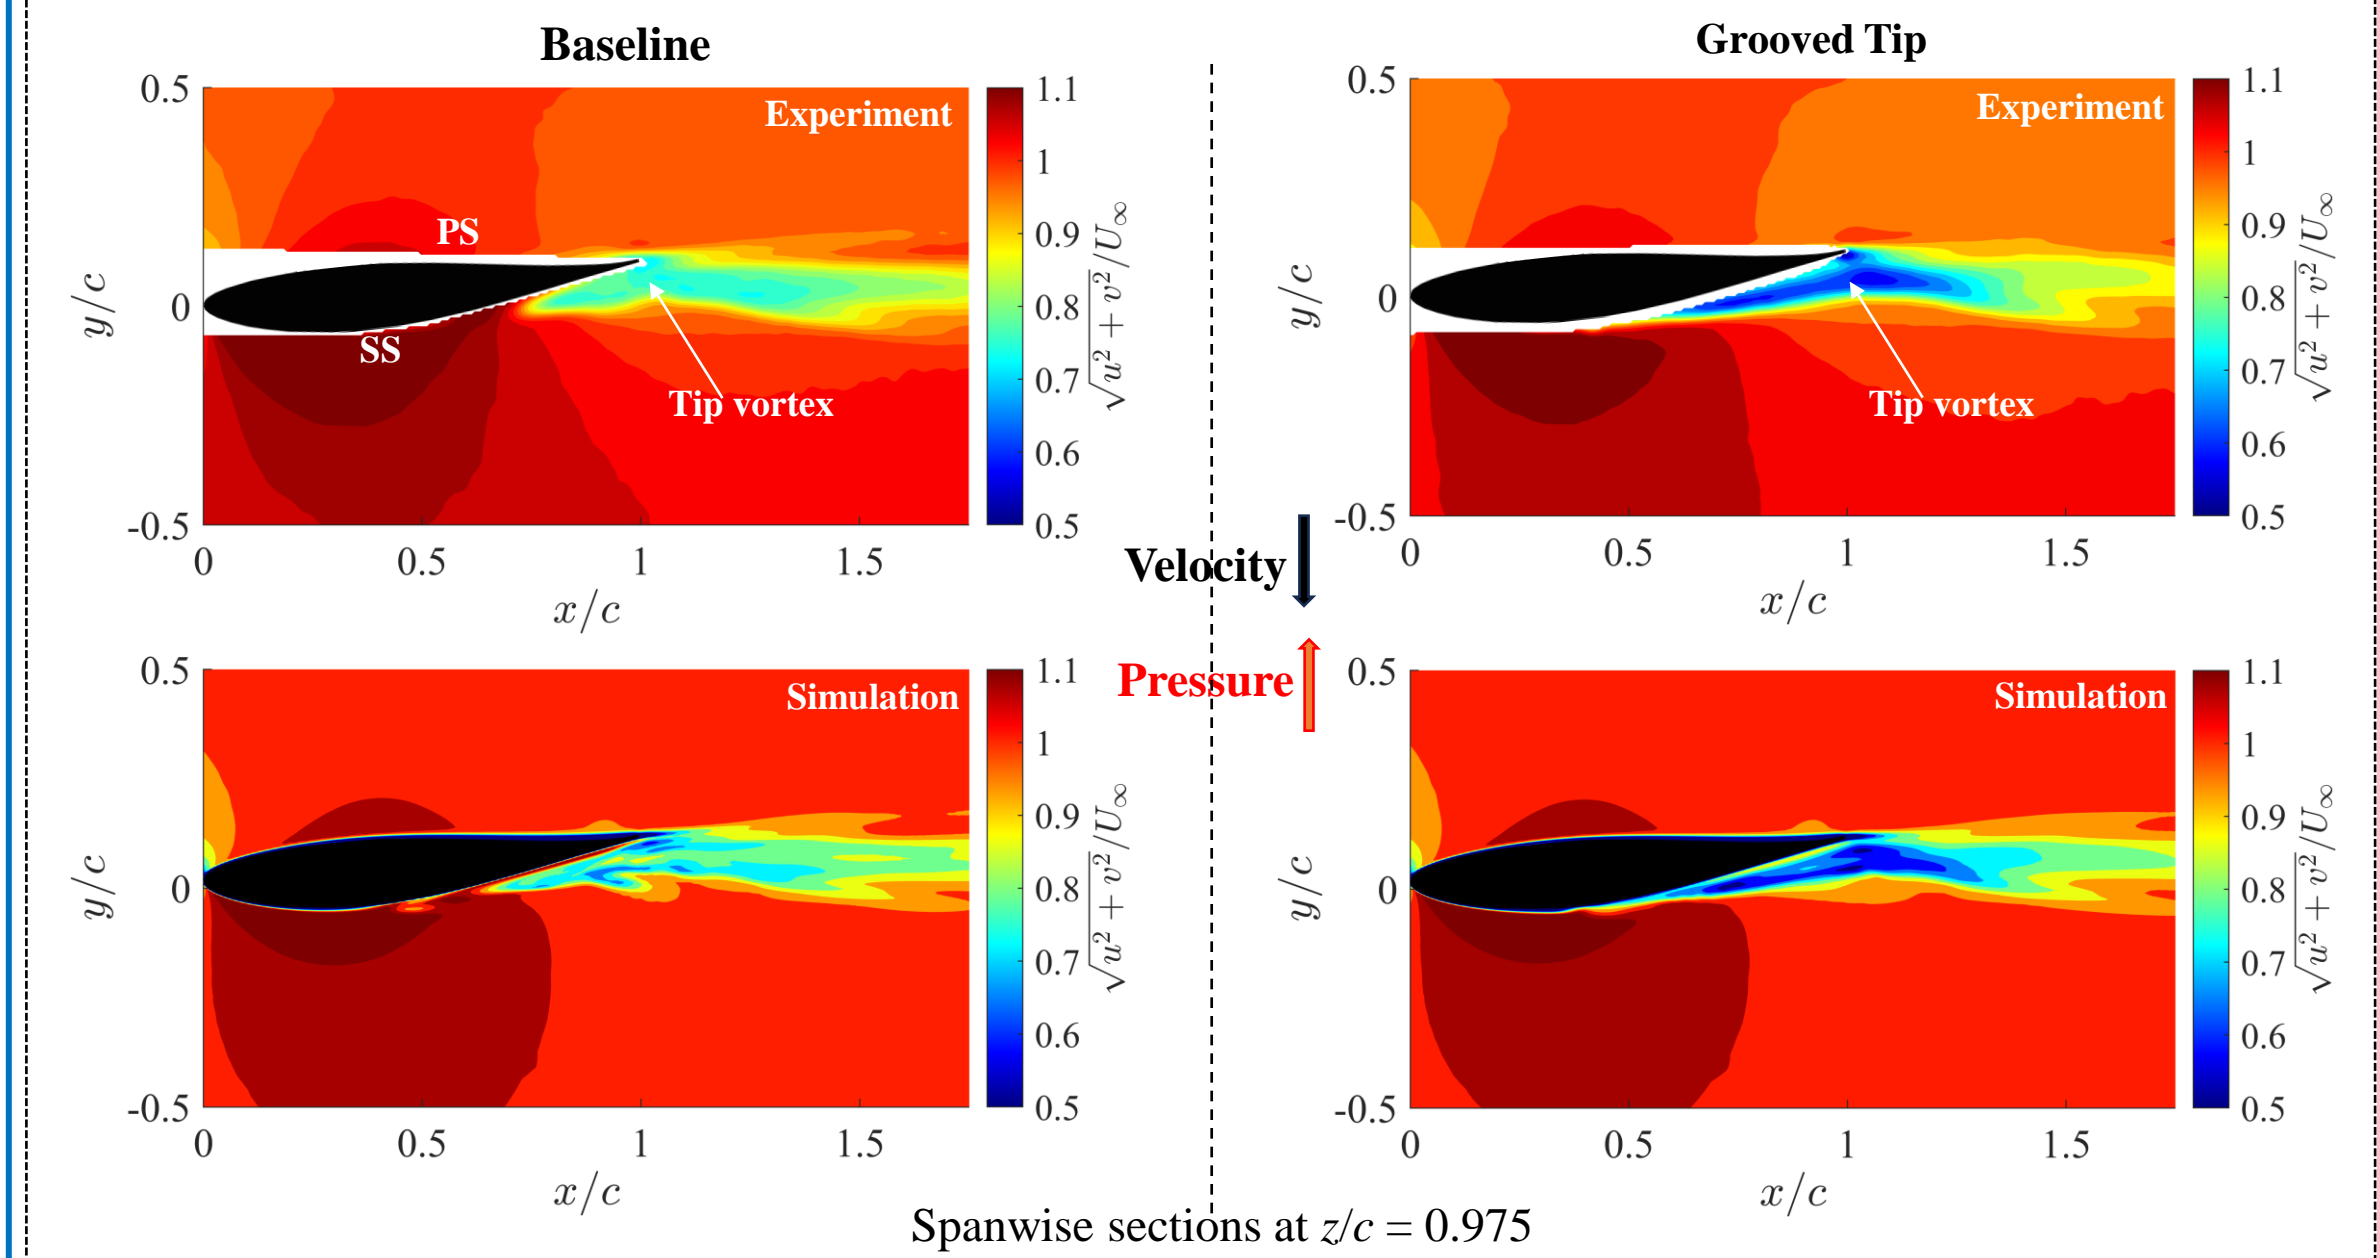 Baseline
Grooved Tip
0.5
0
-0.5
y/c
Experiment
PS
SS
Tip vortex
0
0.5
1
1.5
x/c
1.1
1
0.9
0.8
0.7
0.6
0.5
√u² + v²/U∞
0.5
0
-0.5
y/c
Experiment
Tip vortex
0
0.5
1
1.5
x/c
1.1
1
0.9
0.8
0.7
0.6
0.5
√u² + v²/U∞
Velocity
Pressure
0.5
0
-0.5
y/c
Simulation
0
0.5
1
1.5
x/c
1.1
1
0.9
0.8
0.7
0.6
0.5
√u² + v²/U∞
0.5
0
-0.5
y/c
Simulation
0
0.5
1
1.5
x/c
1.1
1
0.9
0.8
0.7
0.6
0.5
√u² + v²/U∞
Spanwise sections at z/c = 0.975